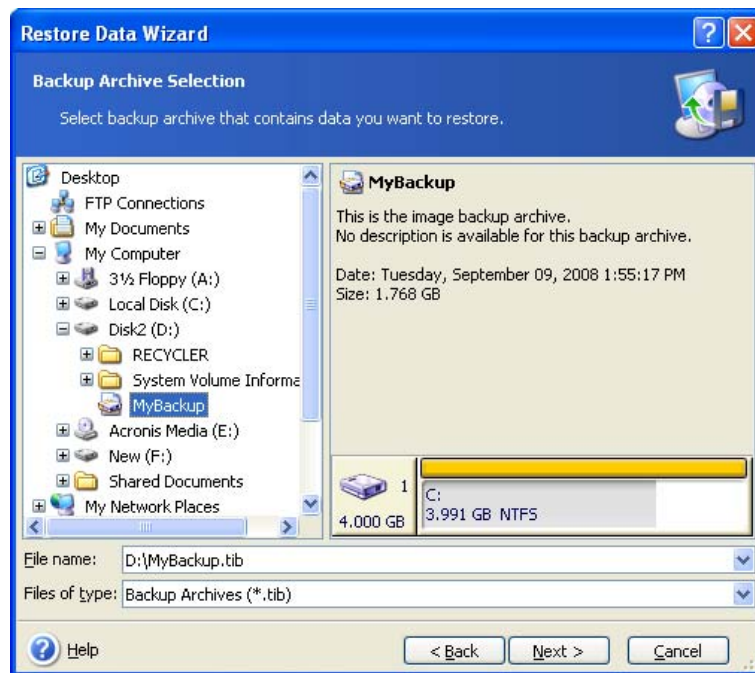 Restore Data Wizard
Backup Archive Selection
Select backup archive that contains data you want to restore.
Desktop
FTP Connections
My Documents
My Computer
3½ Floppy (A:)
Local Disk (C:)
Disk2 (D:)
RECYCLER
System Volume Informa
MyBackup
Acronis Media (E:)
New (F:)
Shared Documents
My Network Places
MyBackup
This is the image backup archive.
No description is available for this backup archive.
Date: Tuesday, September 09, 2008 1:55:17 PM
Size: 1.768 GB
1
4.000 GB
C:
3.991 GB NTFS
File name: D:\MyBackup.tib
Files of type: Backup Archives (*.tib)
Help
< Back
Next >
Cancel